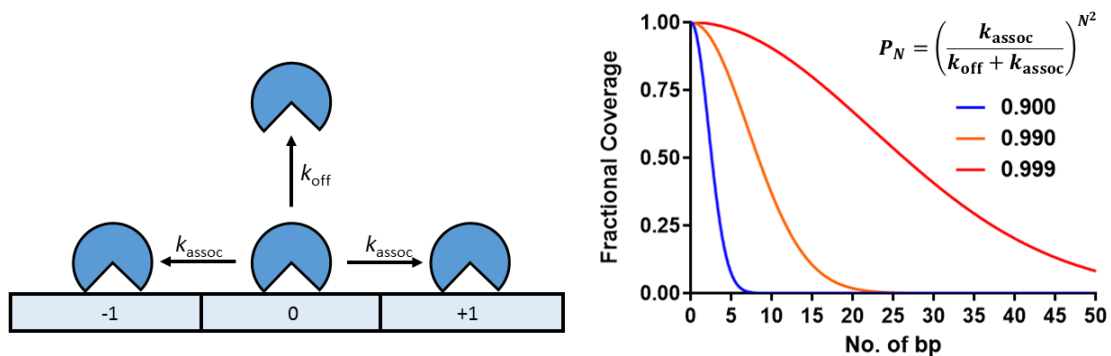 k_off
k_assoc
k_assoc
-1 0 +1
Fractional Coverage
1.00
0.75
0.50
0.25
0.00
P_N = (k_assoc / (k_off + k_assoc))^{N^2}
0.900
0.990
0.999
0 5 10 15 20 25 30 35 40 45 50
No. of bp